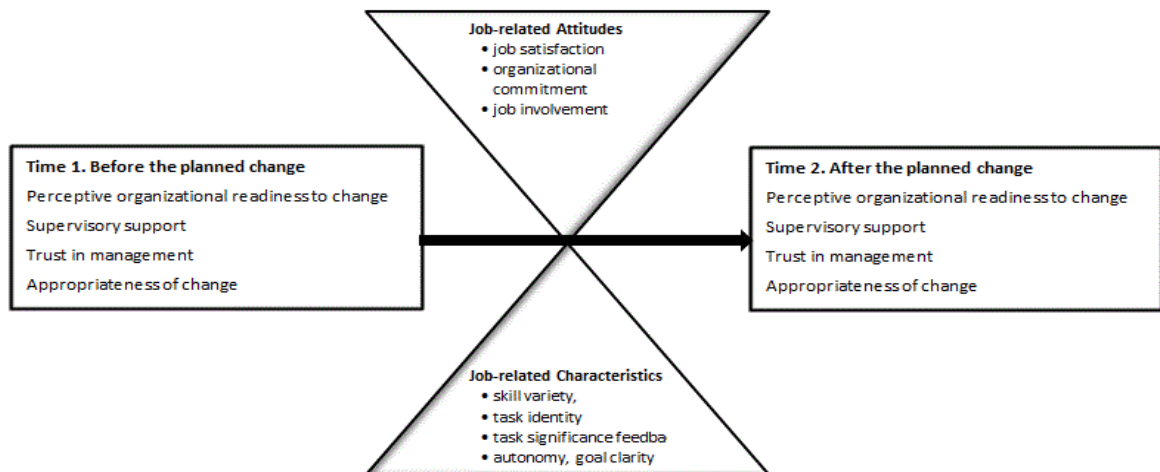 Job-related Attitudes
• job satisfaction
• organizational
commitment
• job involvement
Time 1. Before the planned change
Perceptive organizational readiness to change
Supervisory support
Trust in management
Appropriateness of change
Time 2. After the planned change
Perceptive organizational readiness to change
Supervisory support
Trust in management
Appropriateness of change
Job-related Characteristics
• skill variety,
• task identity
• task significance feedba
• autonomy, goal clarity